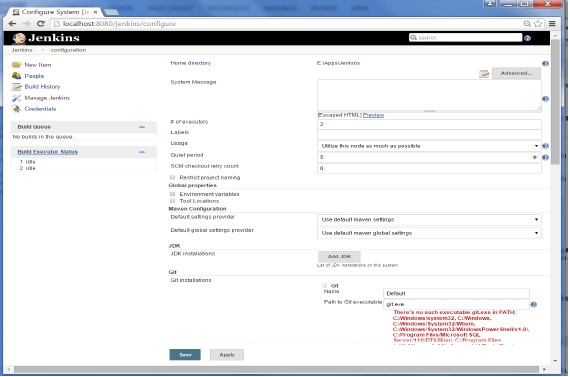 Configure System [Je
localhost:8080/jenkins/configure
Jenkins
search
Jenkins
configuration
New Item
People
Build History
Manage Jenkins
Credentials
Build Queue
No builds in the queue.
Build Executor Status
1 Idle
2 Idle
Home directory
E:\Apps\Jenkins
Advanced...
System Message
[Escaped HTML] Preview
# of executors
2
Labels
Usage
Utilize this node as much as possible
Quiet period
5
SCM checkout retry count
0
Restrict project naming
Global properties
Environment variables
Tool Locations
Maven Configuration
Default settings provider
Use default maven settings
Default global settings provider
Use default maven global settings
JDK
JDK installations
Add JDK
List of JDK installations on this system
Git
Git installations
Git
Name
Default
Path to Git executable
git.exe
There's no such executable git.exe in PATH:
C:/Windows/system32, C:/Windows,
C:/Windows/System32/Wbem,
C:/Windows/System32/WindowsPowerShell/v1.0/,
C:/Program Files/Microsoft SQL
Server/110/DTS/Binn/, C:/Program Files
Save
Apply